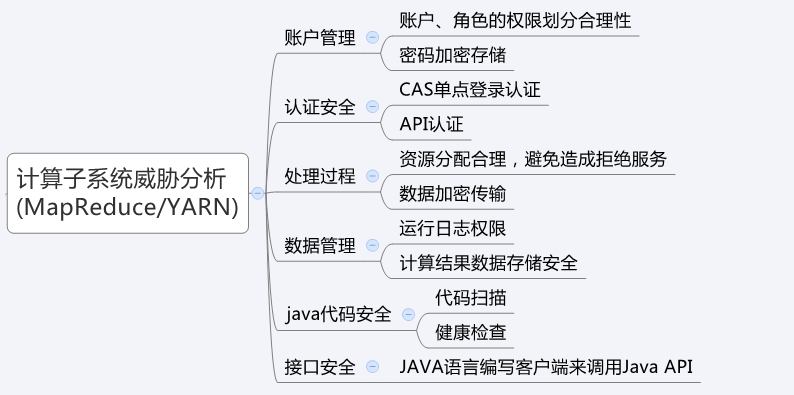 计算子系统威胁分析
(MapReduce/YARN)
账户管理
账户、角色的权限划分合理性
密码加密存储
认证安全
CAS单点登录认证
API认证
处理过程
资源分配合理，避免造成拒绝服务
数据加密传输
数据管理
运行日志权限
计算结果数据存储安全
java代码安全
代码扫描
健康检查
接口安全
JAVA语言编写客户端来调用Java API